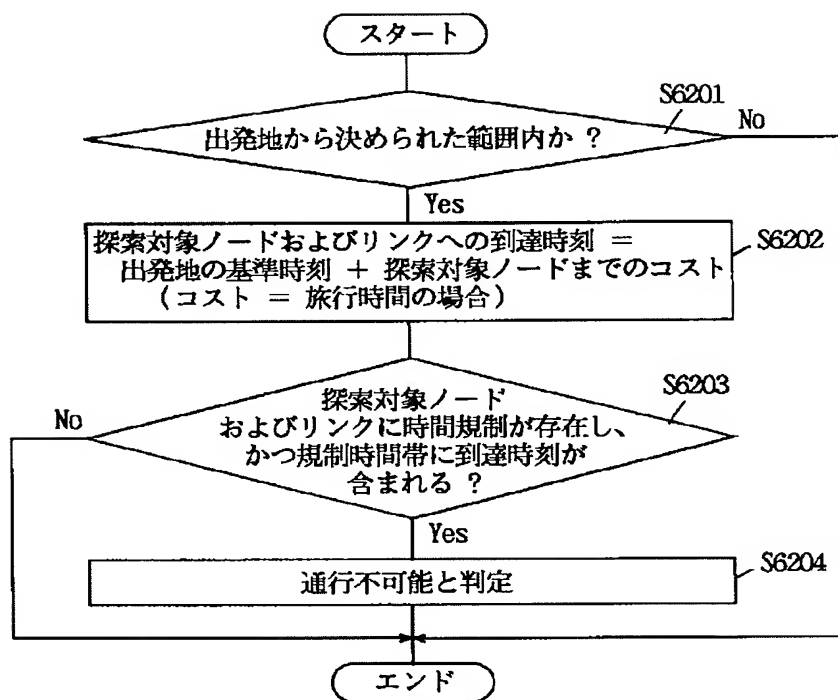 スタート
S6201
出発地から決められた範囲内か ?
No
Yes
S6202
探索対象ノードおよびリンクへの到達時刻 =
出発地の基準時刻 + 探索対象ノードまでのコスト
(コスト = 旅行時間の場合)
S6203
探索対象ノード
およびリンクに時間規制が存在し、
かつ規制時間帯に到達時刻が
含まれる ?
No
Yes
S6204
通行不可能と判定
エンド